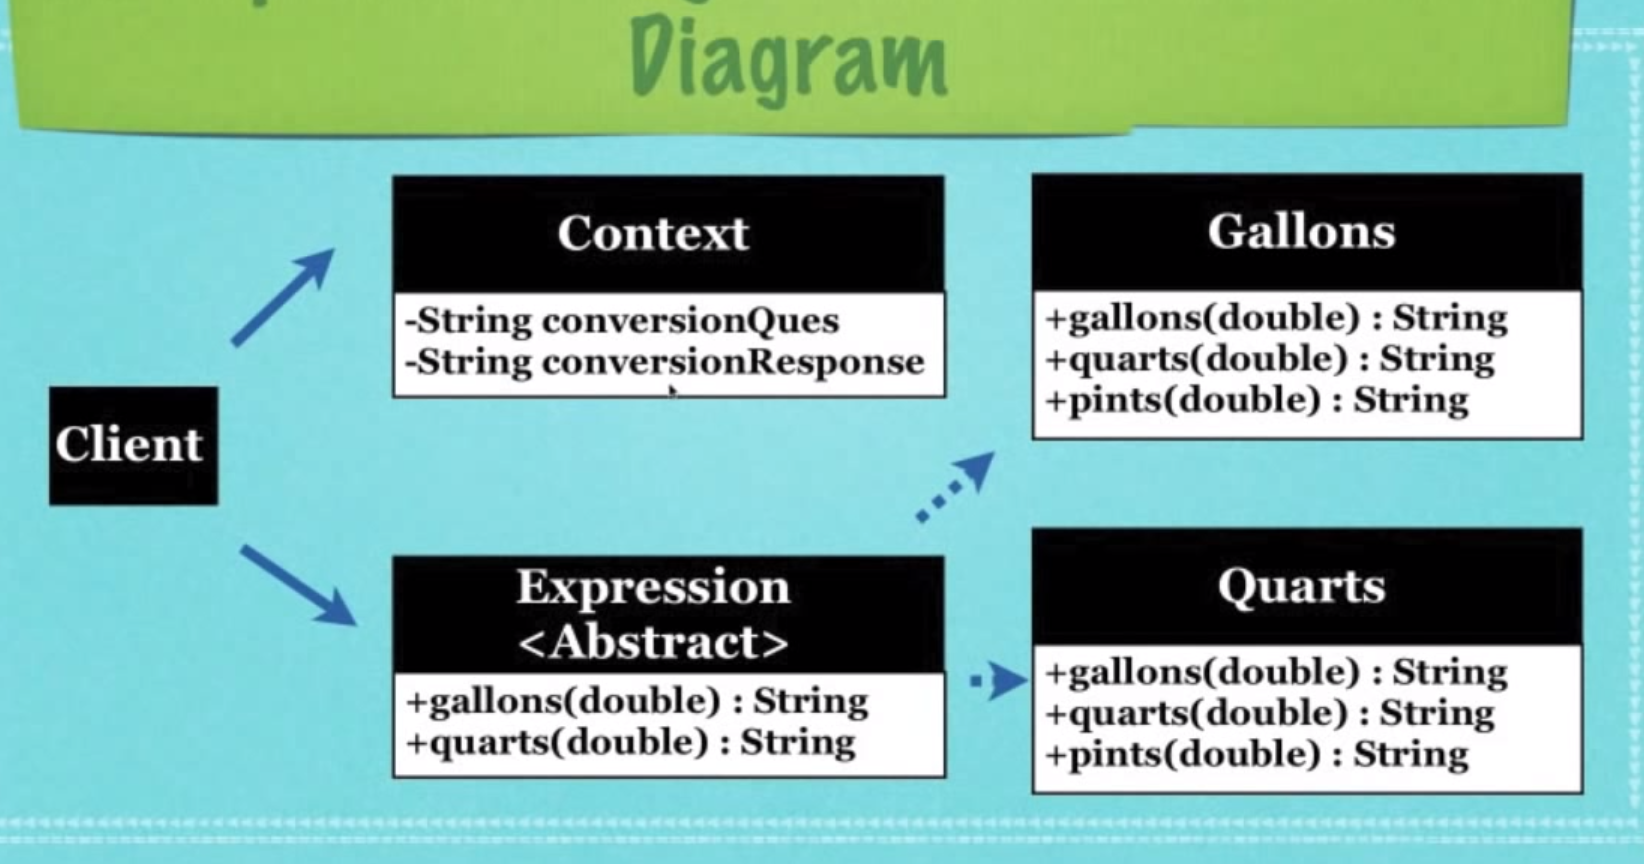 Diagram
Context
-String conversionQues
-String conversionResponse
Gallons
+gallons(double) : String
+quarts(double) : String
+pints(double) : String
Client
Expression
<Abstract>
+gallons(double) : String
+quarts(double) : String
Quarts
+gallons(double) : String
+quarts(double) : String
+pints(double) : String